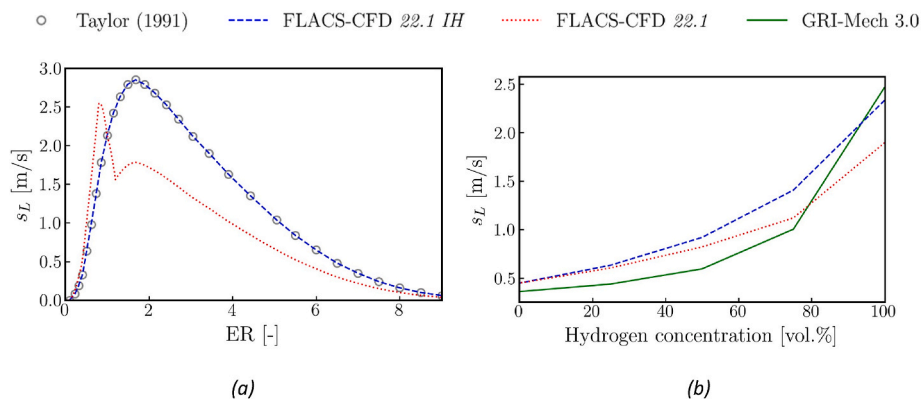 Taylor (1991) FLACS-CFD 22.1 IH FLACS-CFD 22.1 GRI-Mech 3.0
3.0
2.5
2.0
1.5
1.0
0.5
0.0
0 2 4 6 8
s_L [m/s]
ER [-]
(a)
2.5
2.0
1.5
1.0
0.5
0 20 40 60 80 100
s_L [m/s]
Hydrogen concentration [vol.%]
(b)